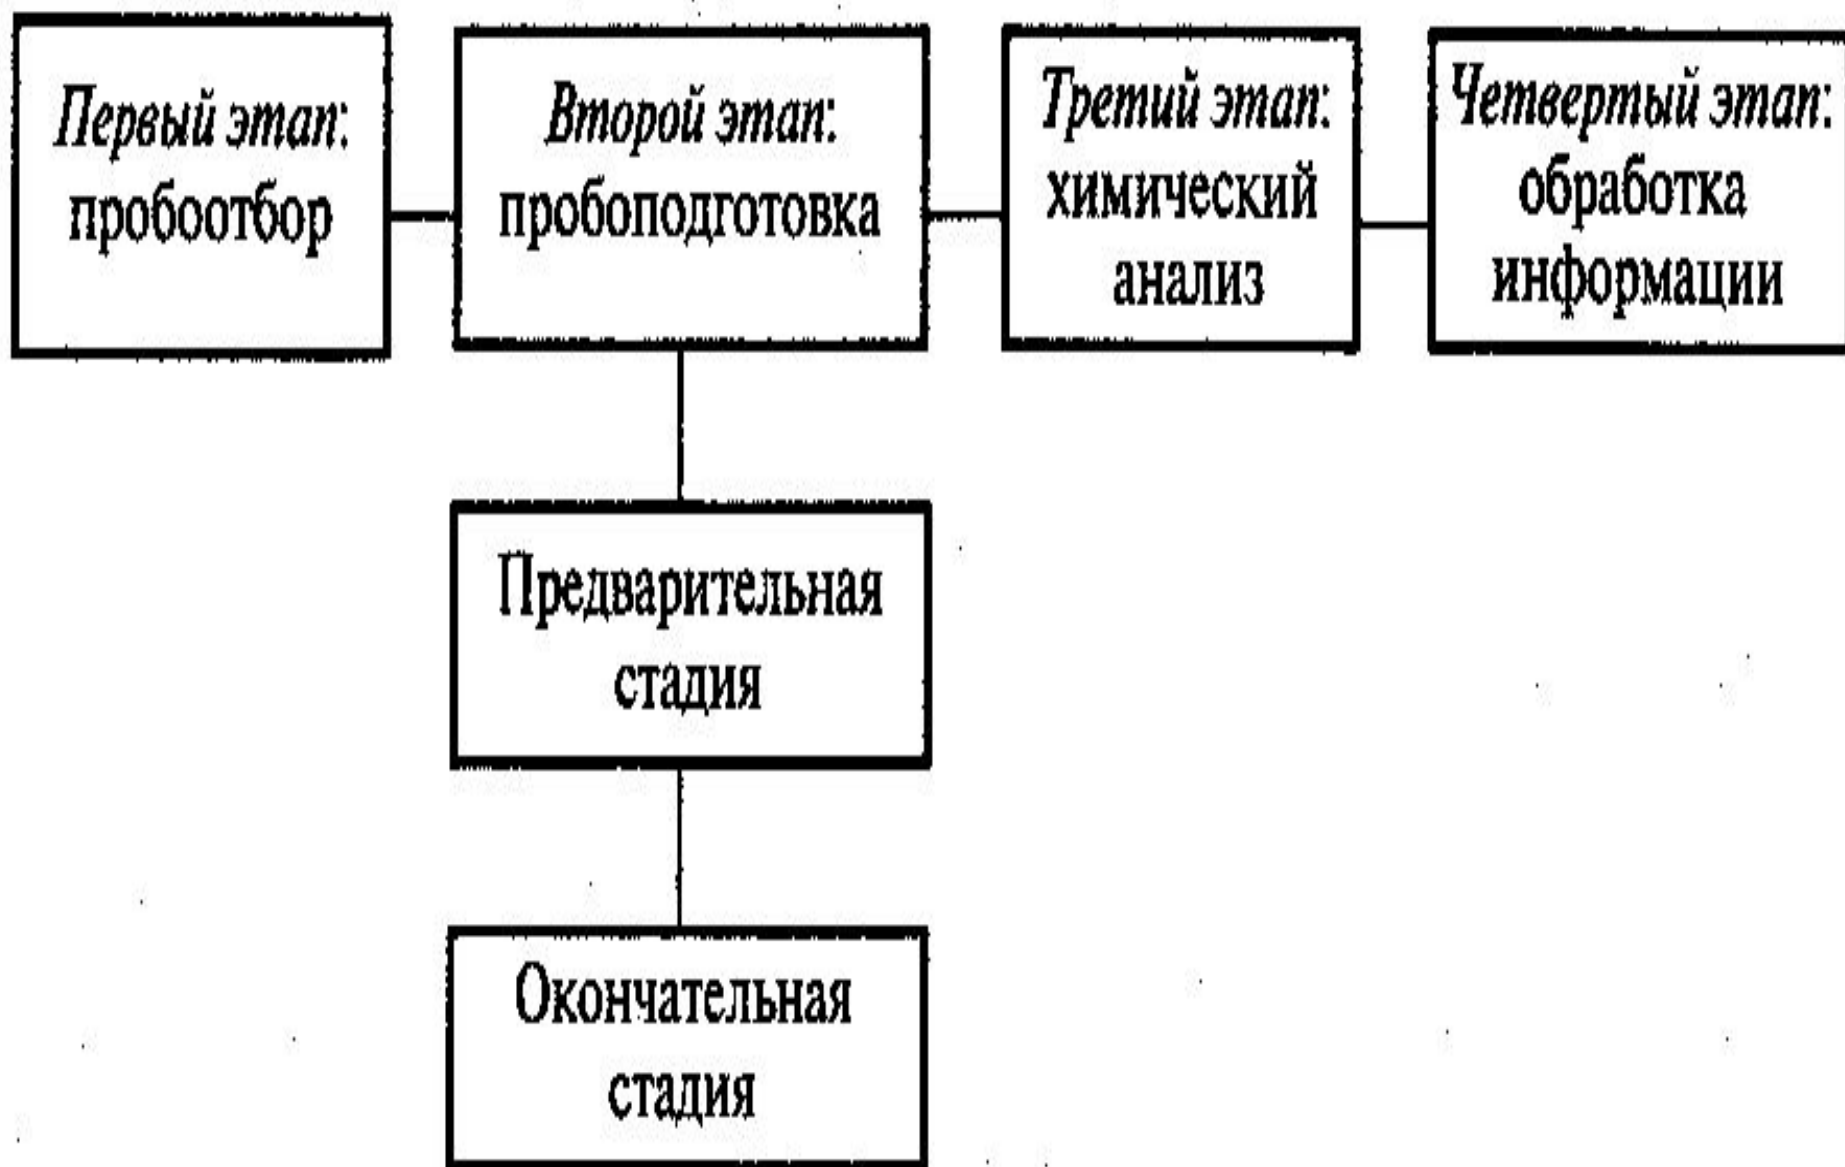 Первый этап:
пробоотбор
Второй этап:
пробоподготовка
Третий этап:
химический
анализ
Четвертый этап:
обработка
информации
Предварительная
стадия
Окончательная
стадия